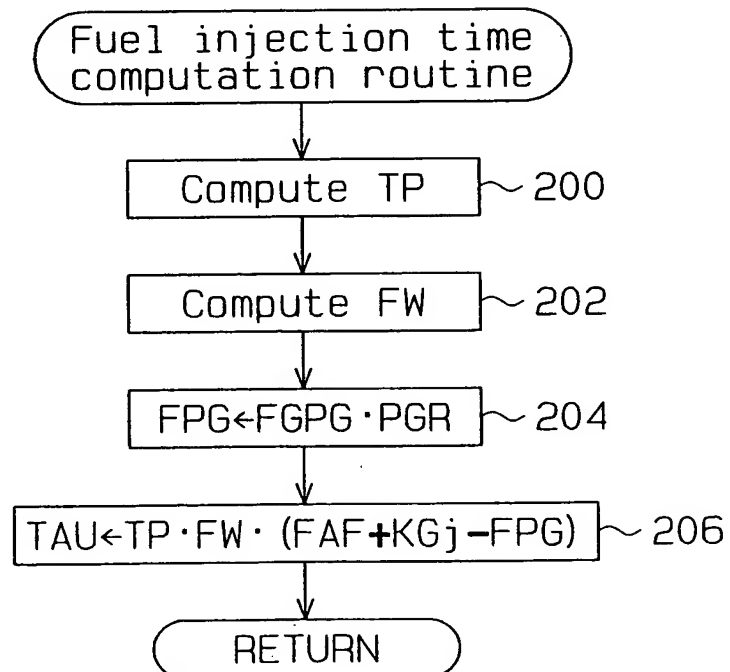 Fuel injection time
computation routine
Compute TP
200
Compute FW
202
FPG←FGPG·PGR
204
TAU←TP·FW·(FAF+KGj−FPG)
206
RETURN